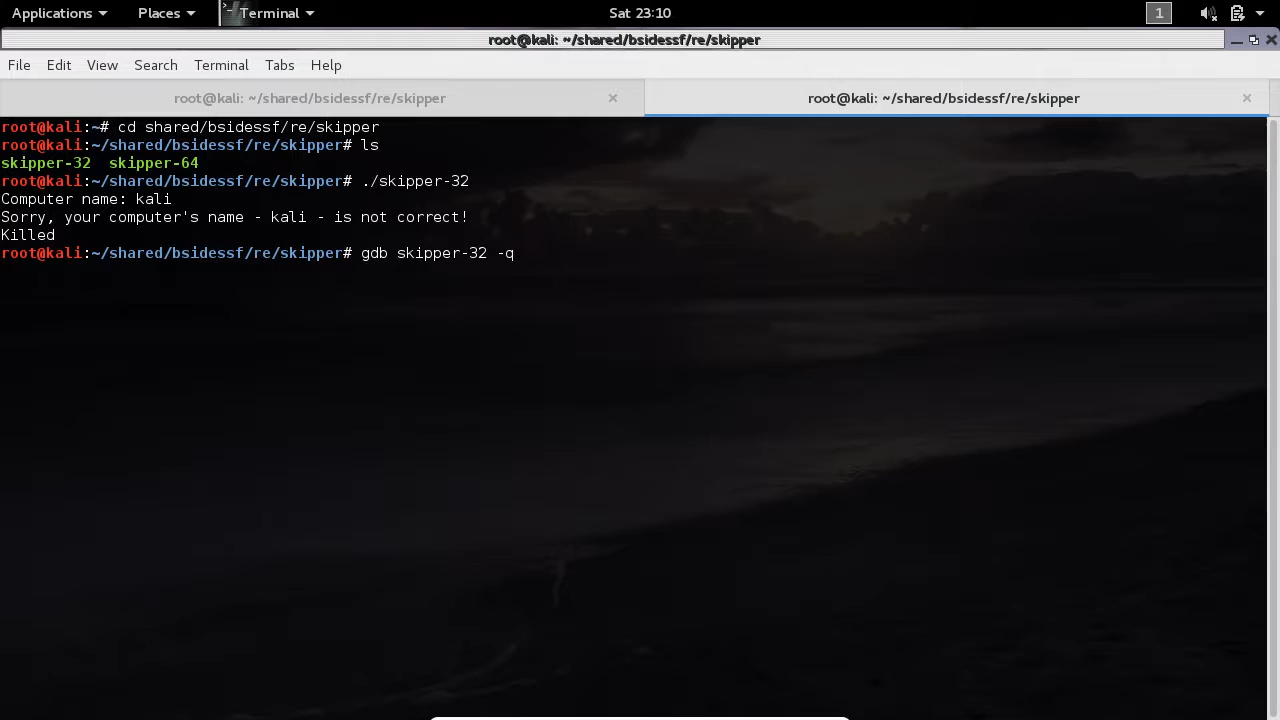 Applications Places Terminal Sat 23:10 1
root@kali: ~/shared/bsidessf/re/skipper
File Edit View Search Terminal Tabs Help
root@kali: ~/shared/bsidessf/re/skipper × root@kali: ~/shared/bsidessf/re/skipper ×
root@kali:~# cd shared/bsidessf/re/skipper
root@kali:~/shared/bsidessf/re/skipper# ls
skipper-32  skipper-64
root@kali:~/shared/bsidessf/re/skipper# ./skipper-32
Computer name: kali
Sorry, your computer's name - kali - is not correct!
Killed
root@kali:~/shared/bsidessf/re/skipper# gdb skipper-32 -q